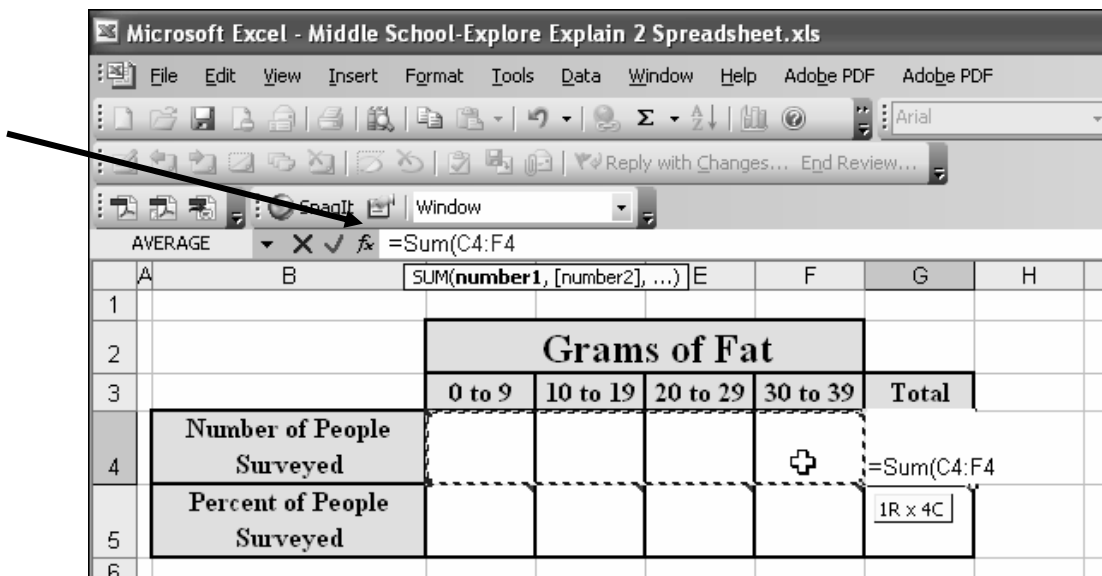 Microsoft Excel - Middle School-Explore Explain 2 Spreadsheet.xls
File Edit View Insert Format Tools Data Window Help Adobe PDF Adobe PDF
Σ Arial
Reply with Changes... End Review...
SnagIt Window
AVERAGE fx =Sum(C4:F4
A B SUM(number1, [number2], ...) E F G H
1
2 Grams of Fat
3 0 to 9 10 to 19 20 to 29 30 to 39 Total
Number of People
4 Surveyed =Sum(C4:F4
Percent of People 1R x 4C
5 Surveyed
6